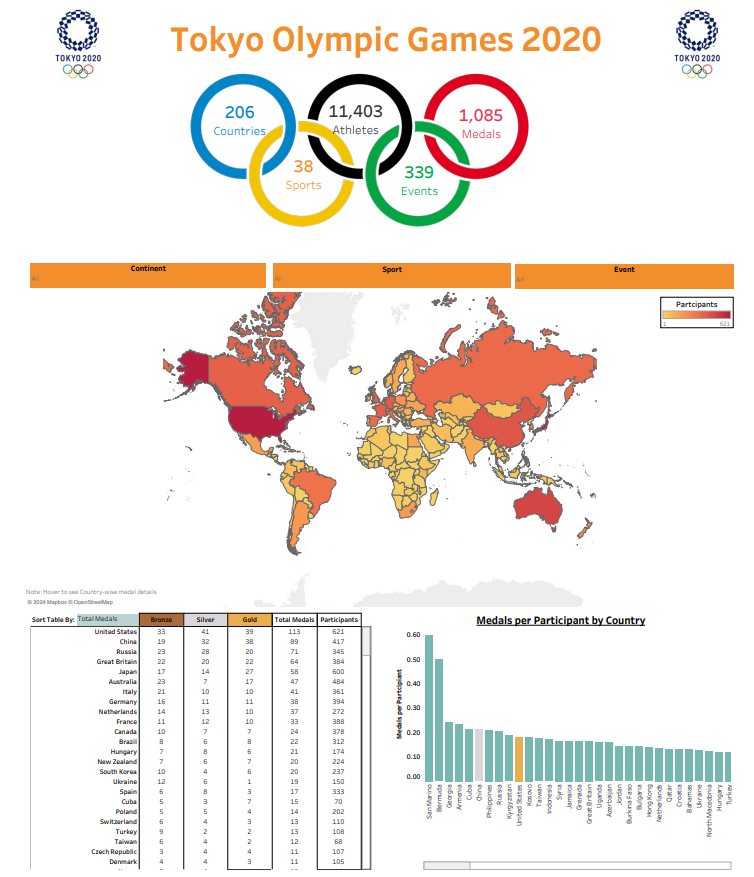 TOKYO 2020
Tokyo Olympic Games 2020
TOKYO 2020
206
Countries
11,403
Athletes
1,085
Medals
38
Sports
339
Events
Continent
All
Sport
All
Event
All
Partcipants
1 621
Note: Hover to see Country-wise medal details
© 2024 Mapbox © OpenStreetMap
Sort Table By: Total Medals Bronze Silver Gold Total Medals Participants
United States 33 41 39 113 621
China 19 32 38 89 417
Russia 23 28 20 71 345
Great Britain 22 20 22 64 384
Japan 17 14 27 58 600
Australia 23 7 17 47 484
Italy 21 10 10 41 361
Germany 16 11 11 38 394
Netherlands 14 13 10 37 272
France 11 12 10 33 388
Canada 10 7 7 24 378
Brazil 8 6 8 22 312
Hungary 7 8 6 21 174
New Zealand 7 6 7 20 224
South Korea 10 4 6 20 237
Ukraine 12 6 1 19 150
Spain 6 8 3 17 333
Cuba 5 3 7 15 70
Poland 5 5 4 14 202
Switzerland 6 4 3 13 110
Turkey 9 2 2 13 108
Taiwan 6 4 2 12 68
Czech Republic 3 4 4 11 107
Denmark 4 4 3 11 105
Medals per Participant by Country
Medals per Participant
0.60
0.50
0.40
0.30
0.20
0.10
0.00
San Marino
Bermuda
Georgia
Armenia
Cuba
China
Philippines
Russia
Kyrgyzstan
United States
Kosovo
Taiwan
Indonesia
Syria
Jamaica
Grenada
Great Britain
Uganda
Azerbaijan
Jordan
Burkina Faso
Bulgaria
Hong Kong
Netherlands
Qatar
Croatia
Bahamas
Ukraine
North Macedonia
Hungary
Turkey